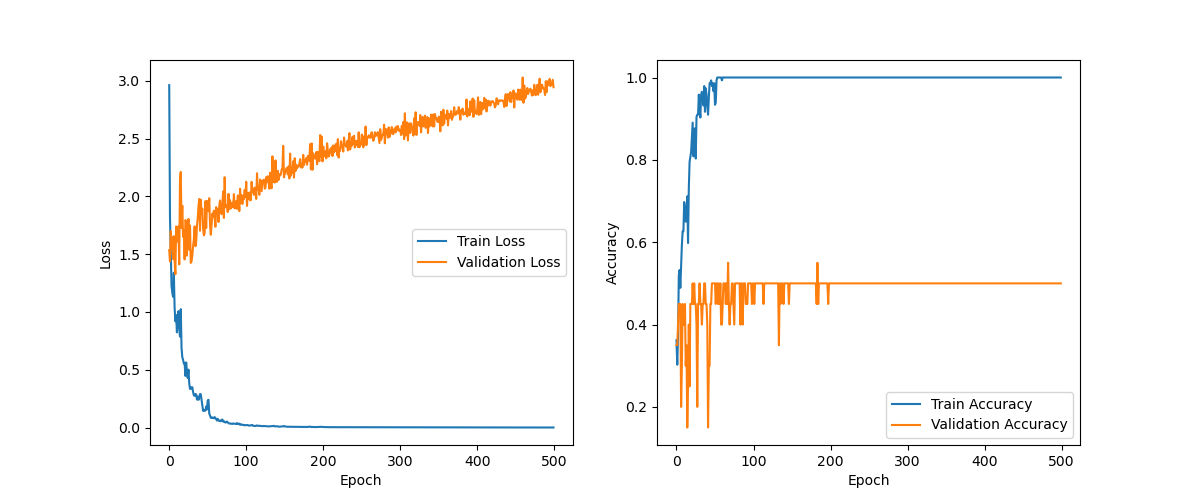 3.0
2.5
2.0
1.5
1.0
0.5
0.0
Loss
0 100 200 300 400 500
Epoch
Train Loss
Validation Loss
1.0
0.8
0.6
0.4
0.2
Accuracy
0 100 200 300 400 500
Epoch
Train Accuracy
Validation Accuracy